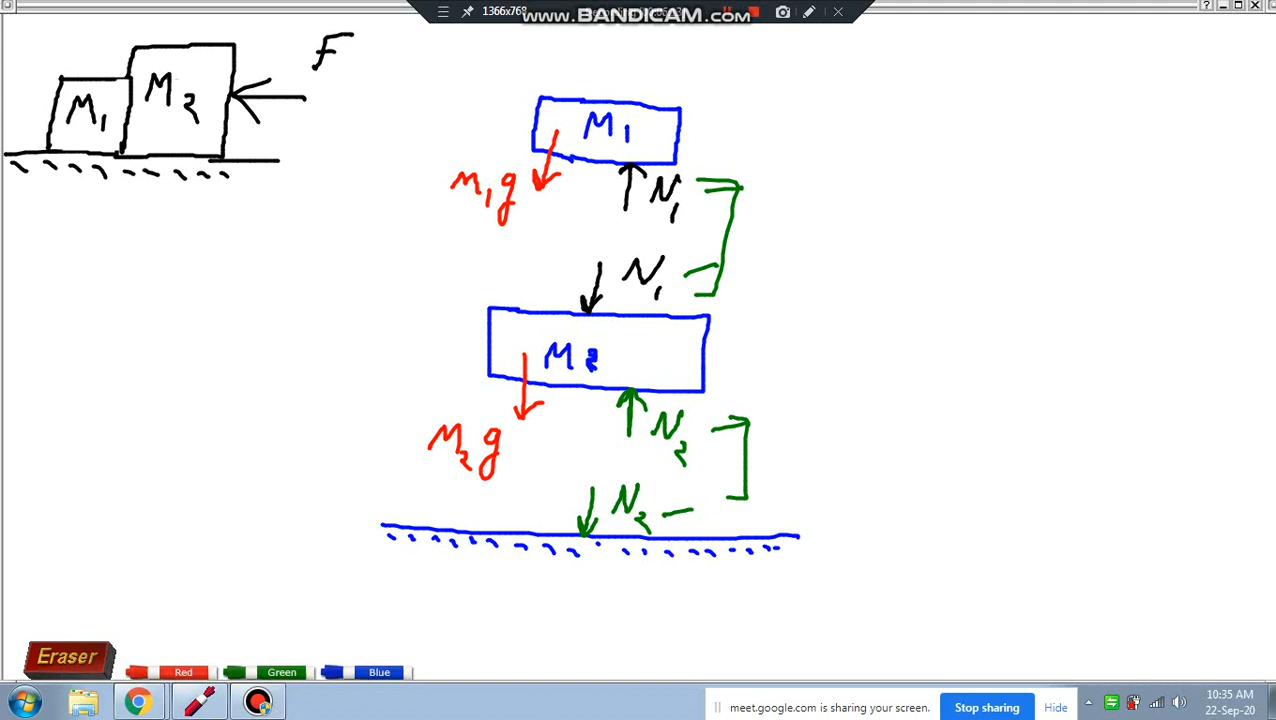 1366x768
www.BANDICAM.com
F
M1 M2
M1
m1g
N1
N1
M2
M2g
N2
N2
Eraser
Red Green Blue
meet.google.com is sharing your screen. Stop sharing Hide
10:35 AM
22-Sep-20